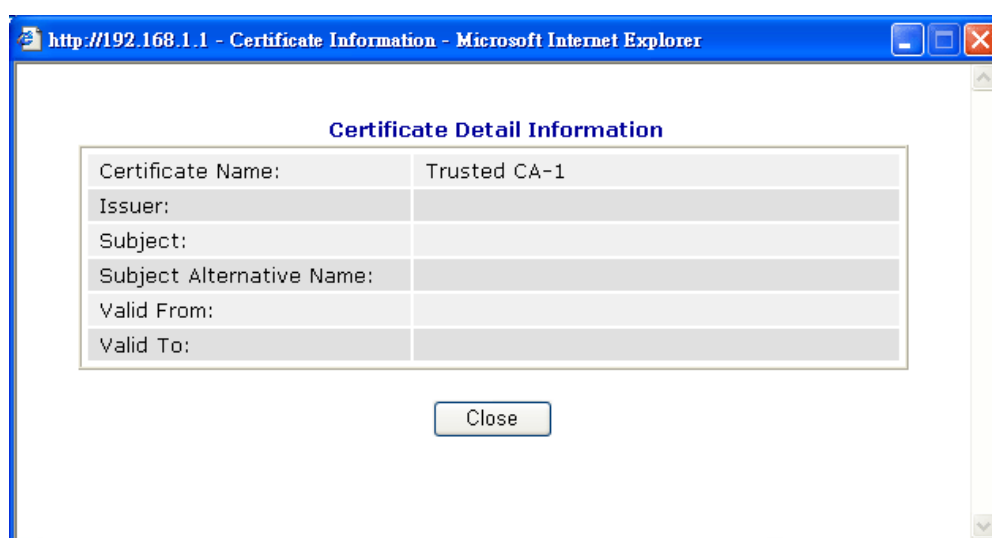 http://192.168.1.1 - Certificate Information - Microsoft Internet Explorer
Certificate Detail Information
Certificate Name: Trusted CA-1
Issuer:
Subject:
Subject Alternative Name:
Valid From:
Valid To:
Close